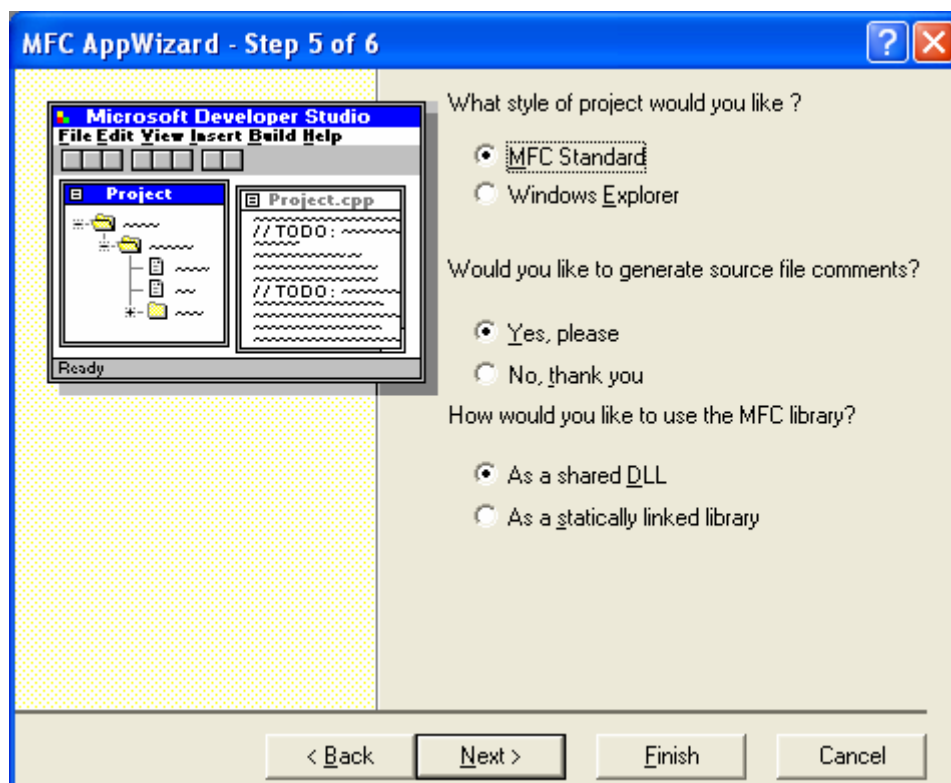 MFC AppWizard - Step 5 of 6
Microsoft Developer Studio
File Edit View Insert Build Help
Project
Project.cpp
//TODO:
//TODO:
Ready
What style of project would you like ?
MFC Standard
Windows Explorer
Would you like to generate source file comments?
Yes, please
No, thank you
How would you like to use the MFC library?
As a shared DLL
As a statically linked library
< Back
Next >
Finish
Cancel